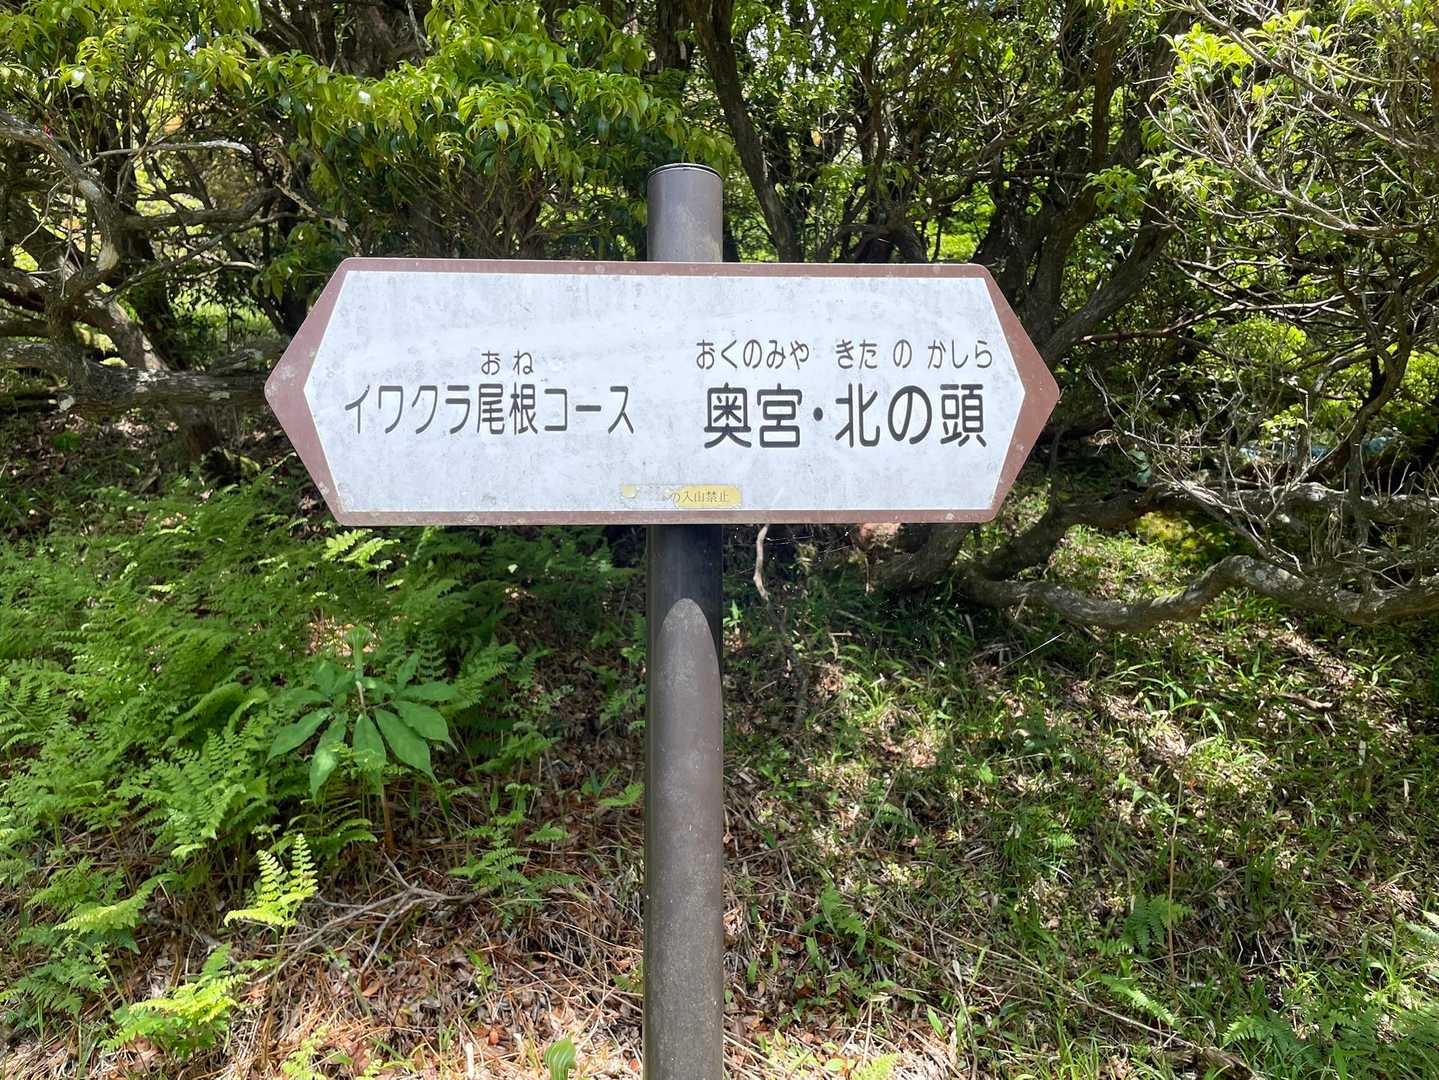 おね
イワクラ尾根コース
おくのみや きたのかしら
奥宮・北の頭
の入山禁止